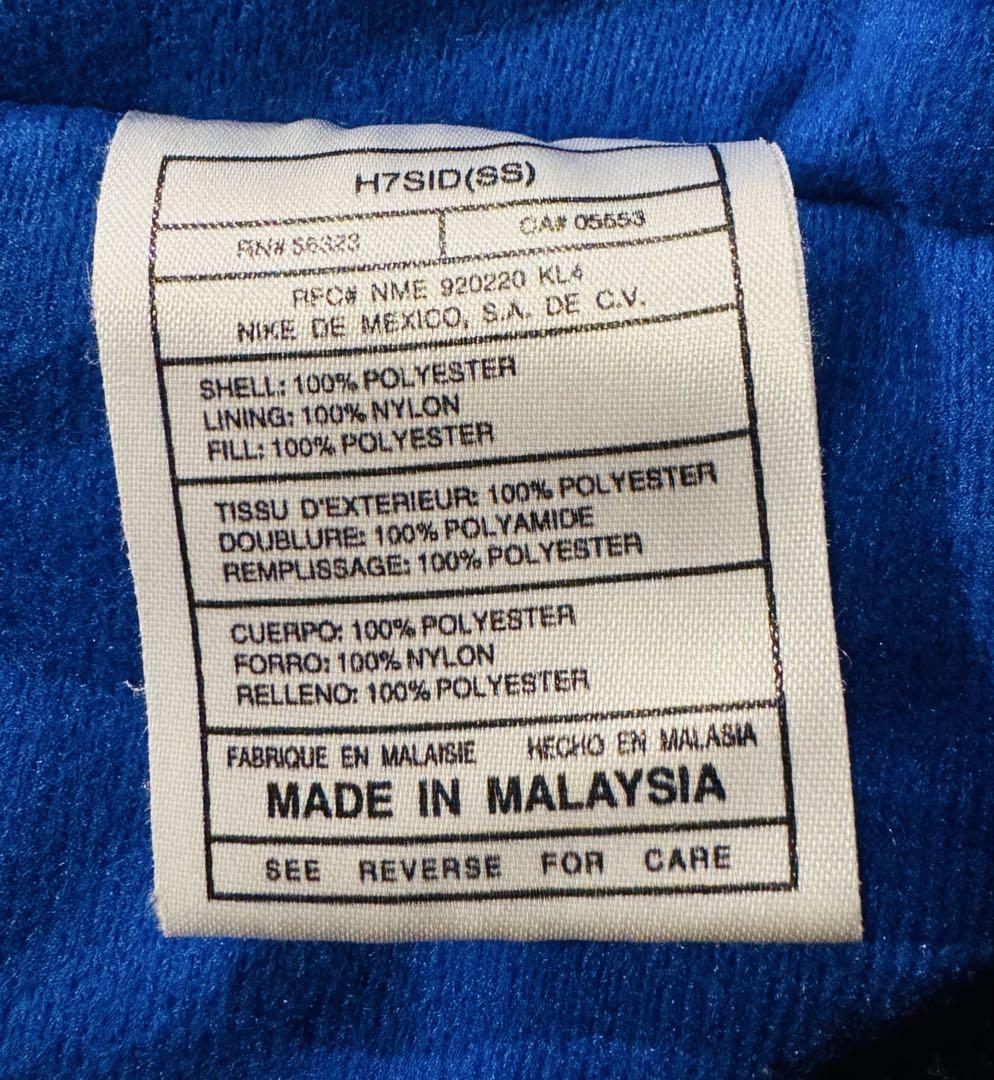 H7SID(SS)
RN# 56323 CA# 05553
RFC# NME 920220 KL4
NIKE DE MEXICO, S.A. DE C.V.
SHELL: 100% POLYESTER
LINING: 100% NYLON
FILL: 100% POLYESTER
TISSU D'EXTERIEUR: 100% POLYESTER
DOUBLURE: 100% POLYAMIDE
REMPLISSAGE: 100% POLYESTER
CUERPO: 100% POLYESTER
FORRO: 100% NYLON
RELLENO: 100% POLYESTER
FABRIQUE EN MALAISIE HECHO EN MALASIA
MADE IN MALAYSIA
SEE REVERSE FOR CARE